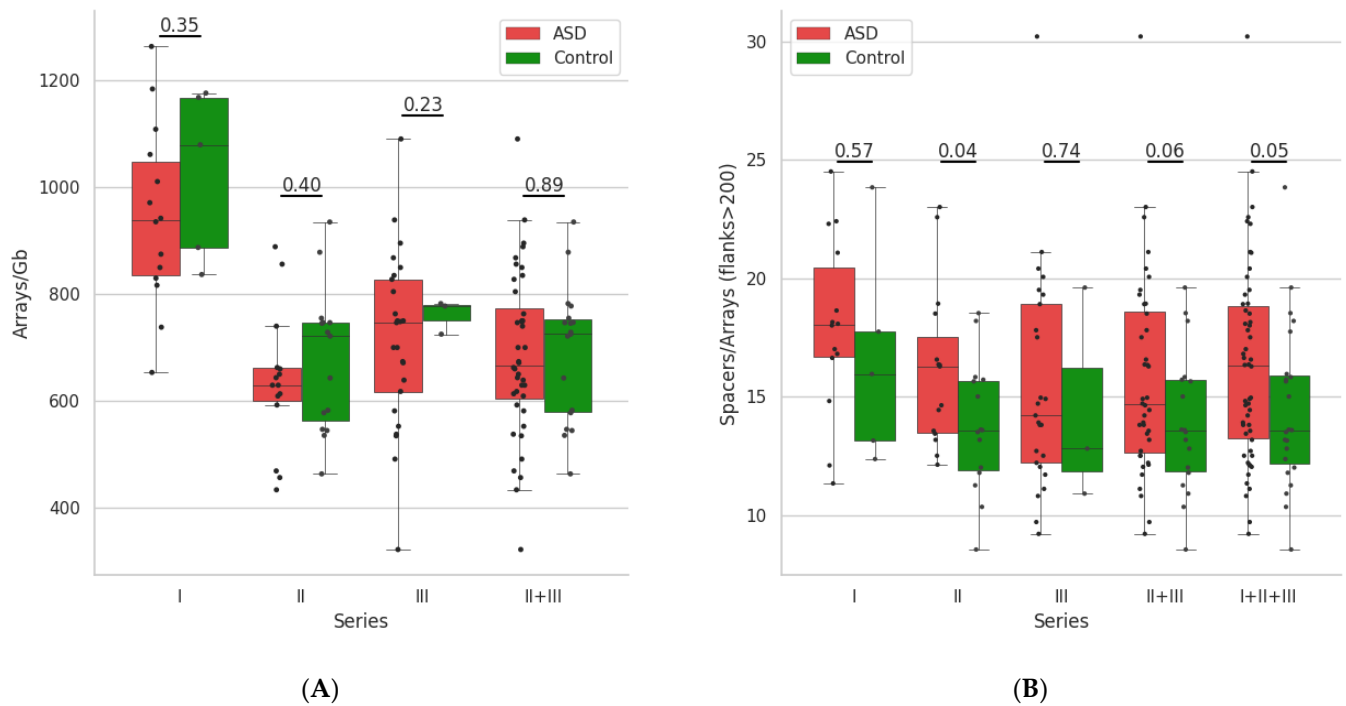 0.35
ASD
Control
0.23
0.40
0.89
1200
1000
800
600
400
Arrays/Gb
I
II
III
II+III
Series
(A)
ASD
Control
0.57
0.04
0.74
0.06
0.05
30
25
20
15
10
Spacers/Arrays (flanks>200)
I
II
III
II+III
I+II+III
Series
(B)